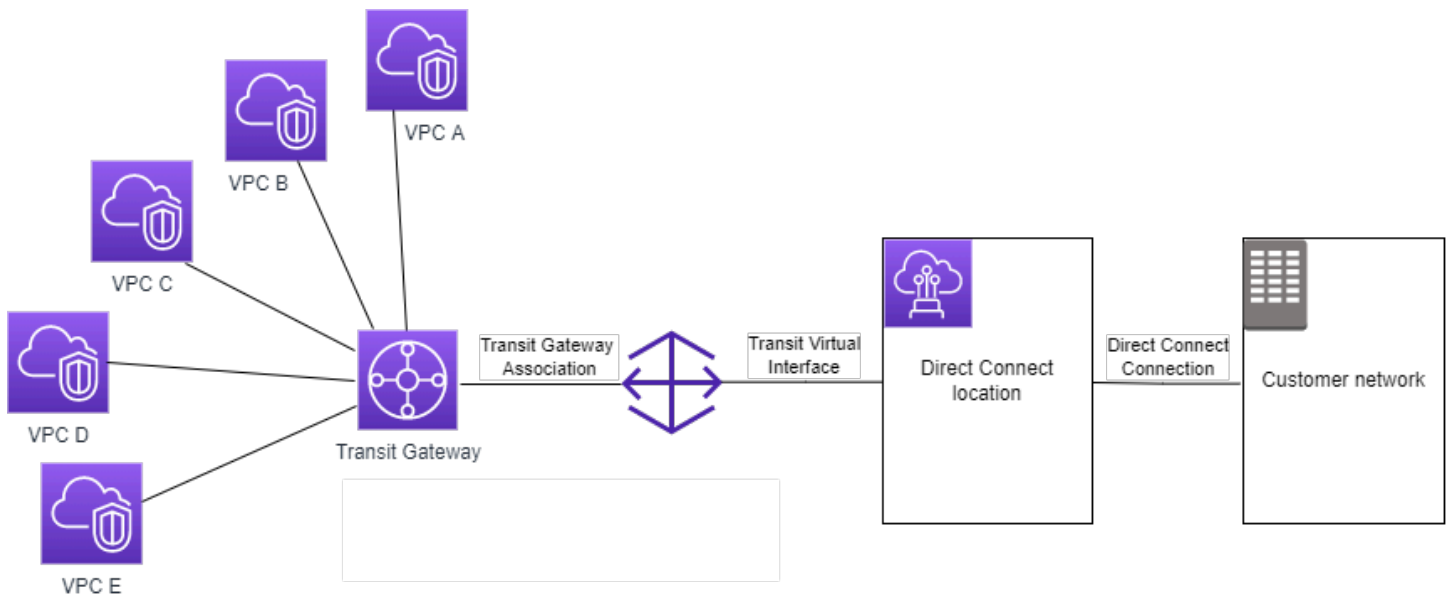 VPC A
VPC B
VPC C
VPC D
VPC E
Transit Gateway
Transit Gateway
Association
Transit Virtual
Interface
Direct Connect
location
Direct Connect
Connection
Customer network